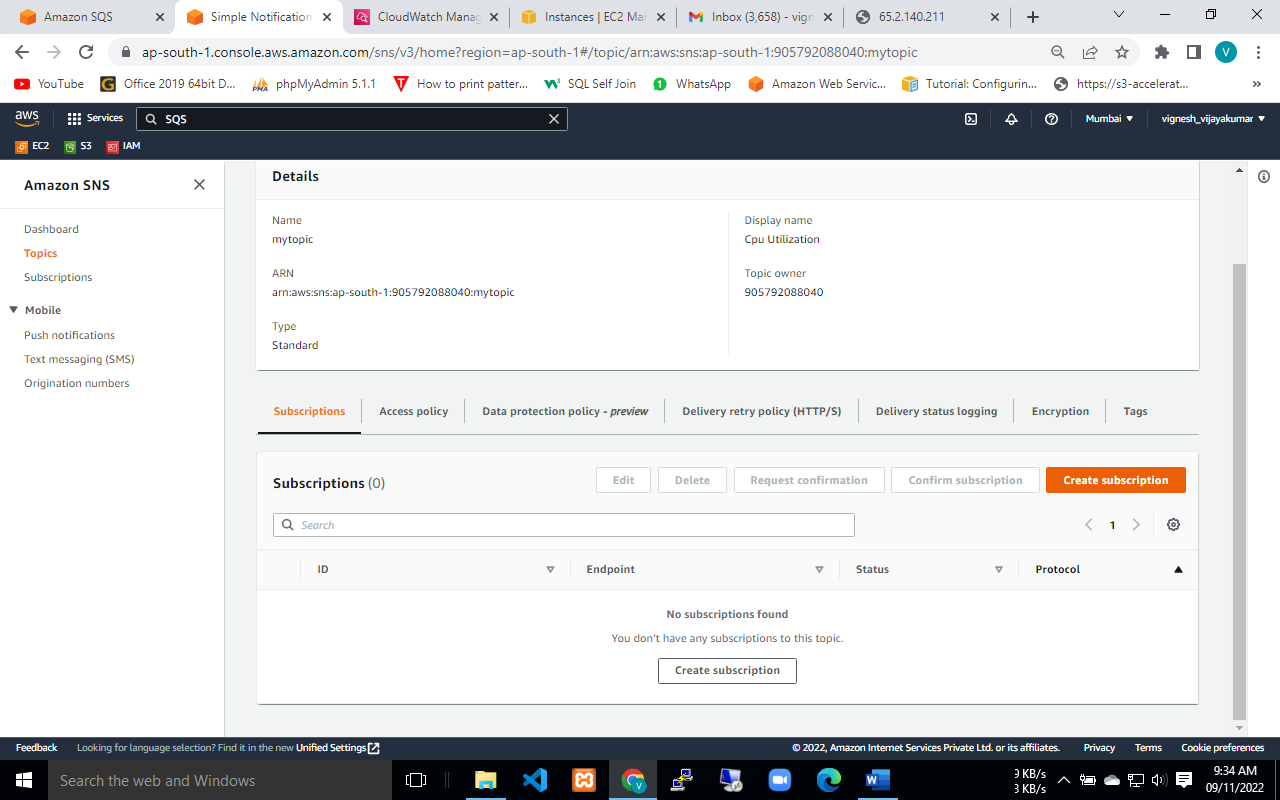 Amazon SQS
Simple Notification
CloudWatch Manag
Instances | EC2 Mar
Inbox (3,658) - vign
65.2.140.211
ap-south-1.console.aws.amazon.com/sns/v3/home?region=ap-south-1#/topic/arn:aws:sns:ap-south-1:905792088040:mytopic
V
YouTube
Office 2019 64bit D...
phpMyAdmin 5.1.1
How to print patter...
SQL Self Join
WhatsApp
Amazon Web Servic...
Tutorial: Configurin...
https://s3-accelerat...
aws
Services
SQS
Mumbai
vignesh_vijayakumar
EC2
S3
IAM
Amazon SNS
Dashboard
Topics
Subscriptions
Mobile
Push notifications
Text messaging (SMS)
Origination numbers
Details
Name
mytopic
ARN
arn:aws:sns:ap-south-1:905792088040:mytopic
Type
Standard
Display name
Cpu Utilization
Topic owner
905792088040
Subscriptions
Access policy
Data protection policy - preview
Delivery retry policy (HTTP/S)
Delivery status logging
Encryption
Tags
Subscriptions (0)
Edit
Delete
Request confirmation
Confirm subscription
Create subscription
Search
1
ID
Endpoint
Status
Protocol
No subscriptions found
You don't have any subscriptions to this topic.
Create subscription
Feedback
Looking for language selection? Find it in the new Unified Settings
© 2022, Amazon Internet Services Private Ltd. or its affiliates.
Privacy
Terms
Cookie preferences
Search the web and Windows
9 KB/s
3 KB/s
9:34 AM
09/11/2022